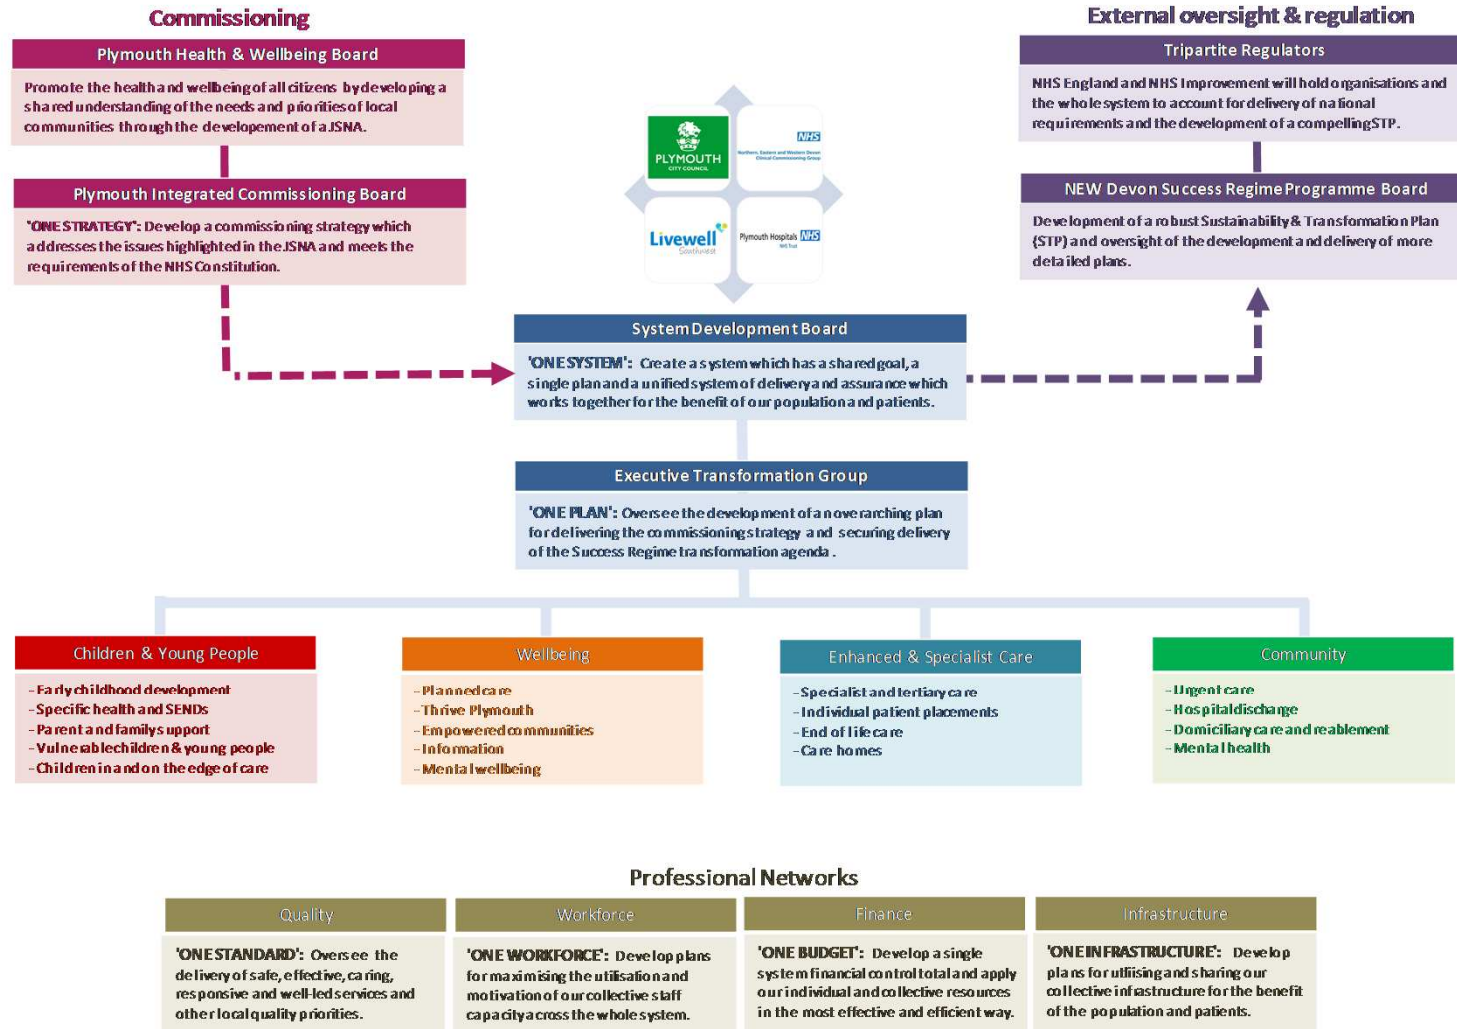 Commissioning
Plymouth Health & Wellbeing Board
Promote the health and wellbeing of all citizens by developing a
shared understanding of the needs and priorities of local
communities through the developement of a JSNA.
Plymouth Integrated Commissioning Board
'ONE STRATEGY': Develop a commissioning strategy which
addresses the issues highlighted in the JSNA and meets the
requirements of the NHS Constitution.
External oversight & regulation
Tripartite Regulators
NHS England and NHS Improvement will hold organisations and
the whole system to account for delivery of national
requirements and the development of a compelling STP.
NEW Devon Success Regime Programme Board
Development of a robust Sustainability & Transformation Plan
(STP) and oversight of the development and delivery of more
detailed plans.
PLYMOUTH
CITY COUNCIL
NHS
Northern, Eastern and Western Devon
Clinical Commissioning Group
Livewell
Southwest
Plymouth Hospitals NHS
NHS Trust
System Development Board
'ONE SYSTEM': Create a system which has a shared goal, a
single plan and a unified system of delivery and assurance which
works together for the benefit of our population and patients.
Executive Transformation Group
'ONE PLAN': Oversee the development of an overarching plan
for delivering the commissioning strategy and securing delivery
of the Success Regime transformation agenda.
Children & Young People
- Early childhood development
- Specific health and SENDs
- Parent and family support
- Vulnerable children & young people
- Children in and on the edge of care
Wellbeing
- Planned care
- Thrive Plymouth
- Empowered communities
- Information
- Mental wellbeing
Enhanced & Specialist Care
- Specialist and tertiary care
- Individual patient placements
- End of life care
- Care homes
Community
- Urgent care
- Hospital discharge
- Domiciliary care and reablement
- Mental health
Professional Networks
Quality
'ONE STANDARD': Oversee the
delivery of safe, effective, caring,
responsive and well-led services and
other local quality priorities.
Workforce
'ONE WORKFORCE': Develop plans
for maximising the utilisation and
motivation of our collective staff
capacity across the whole system.
Finance
'ONE BUDGET': Develop a single
system financial control total and apply
our individual and collective resources
in the most effective and efficient way.
Infrastructure
'ONE INFRASTRUCTURE': Develop
plans for utliising and sharing our
collective infrastructure for the benefit
of the population and patients.